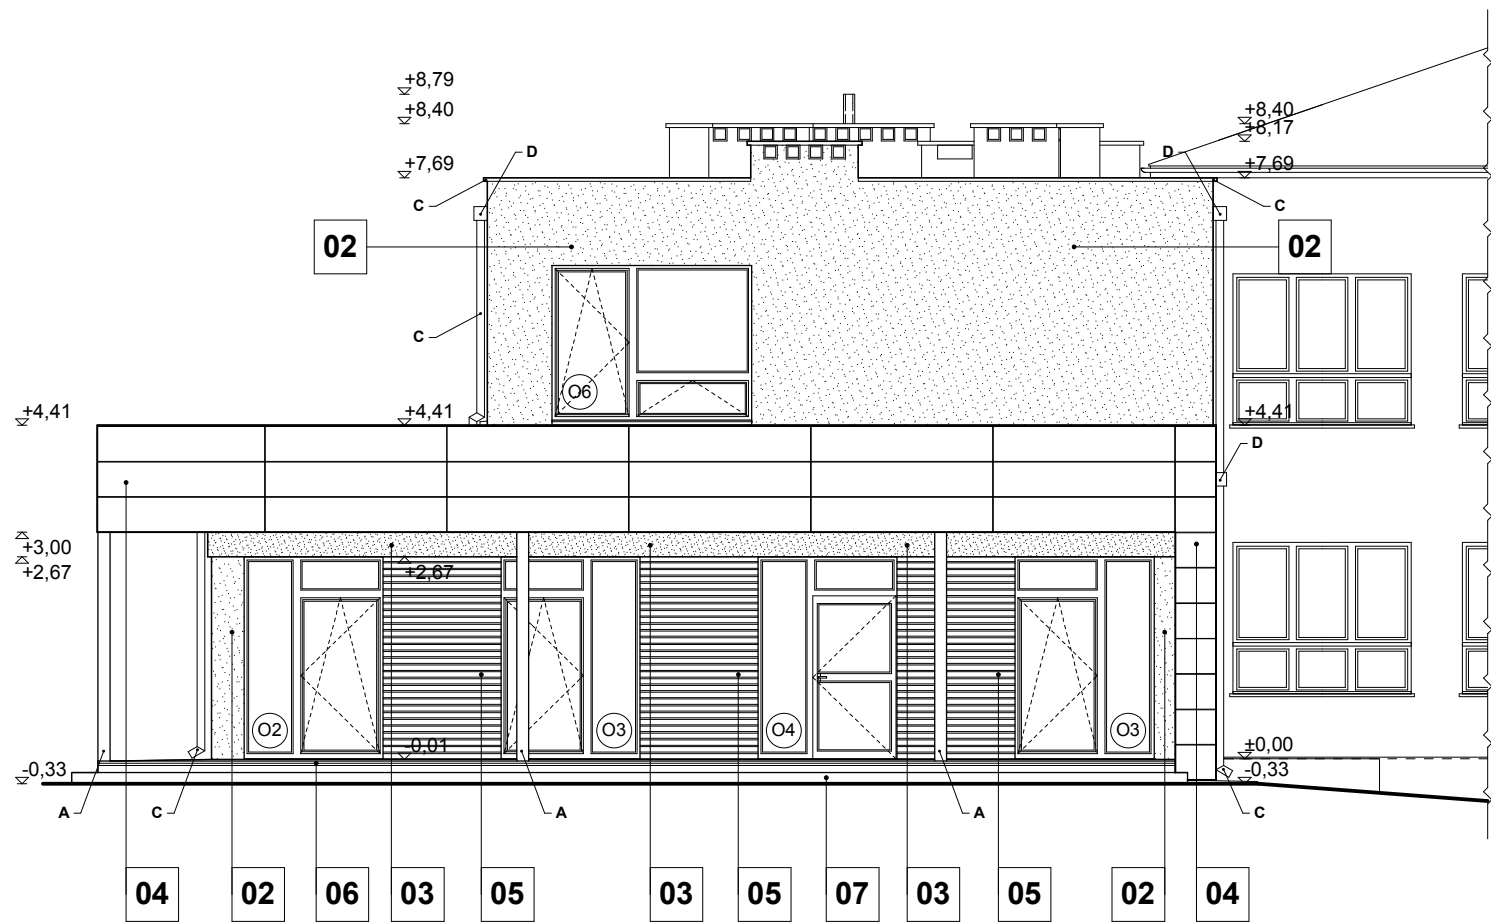 +8,79
+8,40
+8,40
+8,17
D
D
+7,69
+7,69
C
C
02
02
C
O6
+4,41
+4,41
+4,41
D
+3,00
+2,67
+2,67
O2
O3
O4
O3
-0,01
±0,00
-0,33
-0,33
A
C
A
A
C
04
02
06
03
05
03
05
07
03
05
02
04